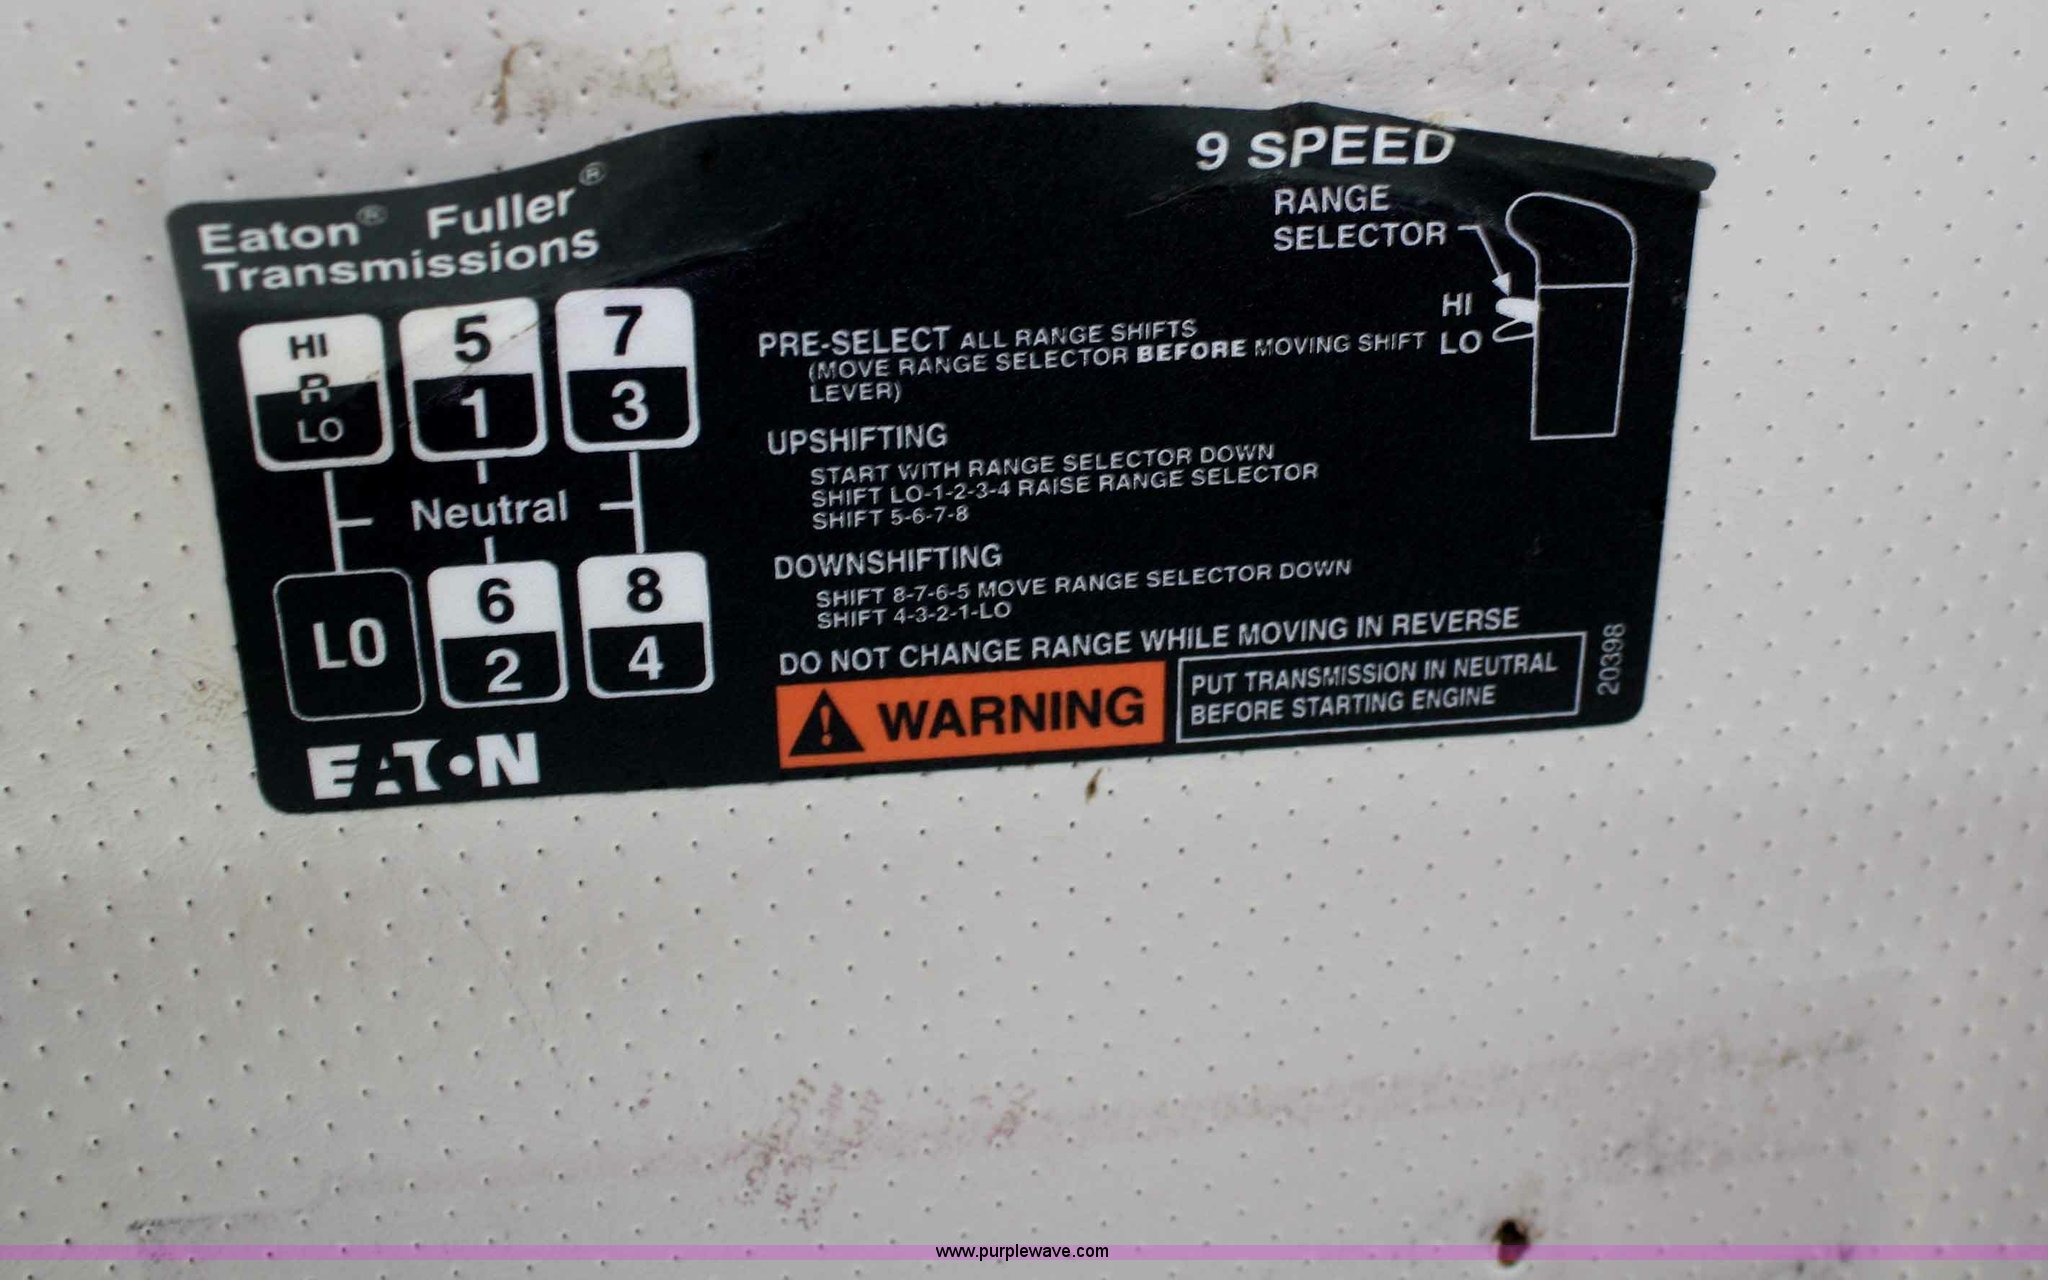 Eaton® Fuller®
Transmissions
9 SPEED
RANGE
SELECTOR
HI
LO
HI
R
LO
5
1
7
3
Neutral
LO
6
2
8
4
EATON
PRE-SELECT ALL RANGE SHIFTS
(MOVE RANGE SELECTOR BEFORE MOVING SHIFT
LEVER)
UPSHIFTING
START WITH RANGE SELECTOR DOWN
SHIFT LO-1-2-3-4 RAISE RANGE SELECTOR
SHIFT 5-6-7-8
DOWNSHIFTING
SHIFT 8-7-6-5 MOVE RANGE SELECTOR DOWN
SHIFT 4-3-2-1-LO
DO NOT CHANGE RANGE WHILE MOVING IN REVERSE
WARNING
PUT TRANSMISSION IN NEUTRAL
BEFORE STARTING ENGINE
20398
www.purplewave.com